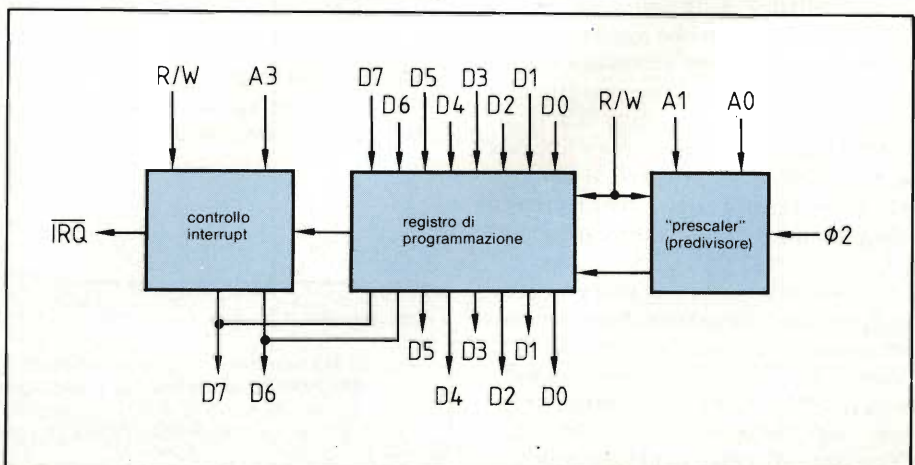 R/W A3 D7 D5 D3 D1 R/W A1 A0
D6 D4 D2 D0
controllo
interrupt
registro di
programmazione
"prescaler"
(predivisore)
IRQ
ϕ2
D5 D3 D1
D7 D6 D4 D2 D0